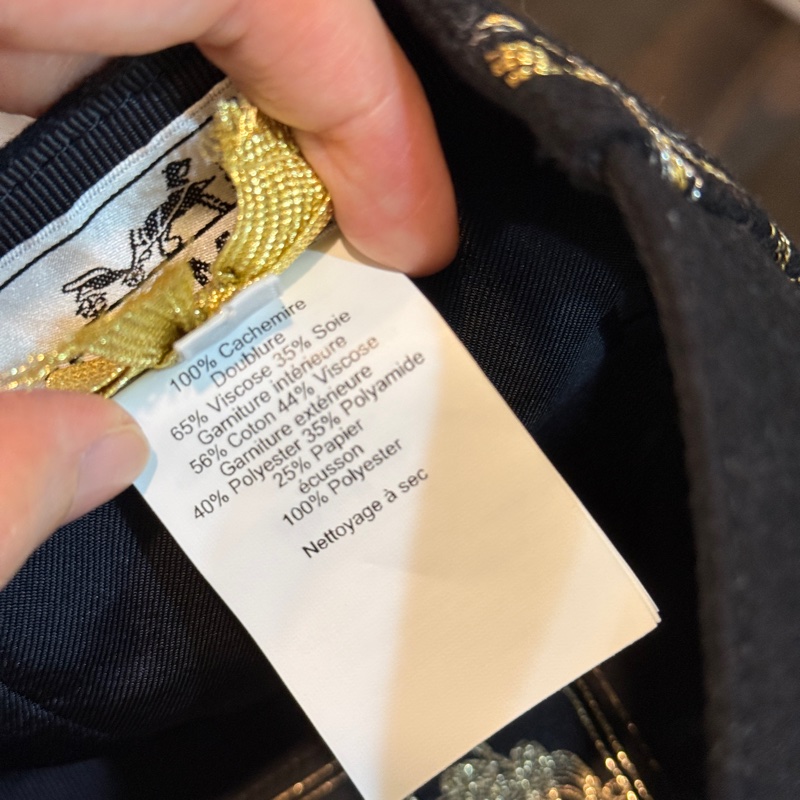 100% Cachemire
Doublure
65% Viscose 35% Soie
Garniture intérieure
56% Coton 44% Viscose
Garniture extérieure
40% Polyester 35% Polyamide
25% Papier
écusson
100% Polyester
Nettoyage à sec